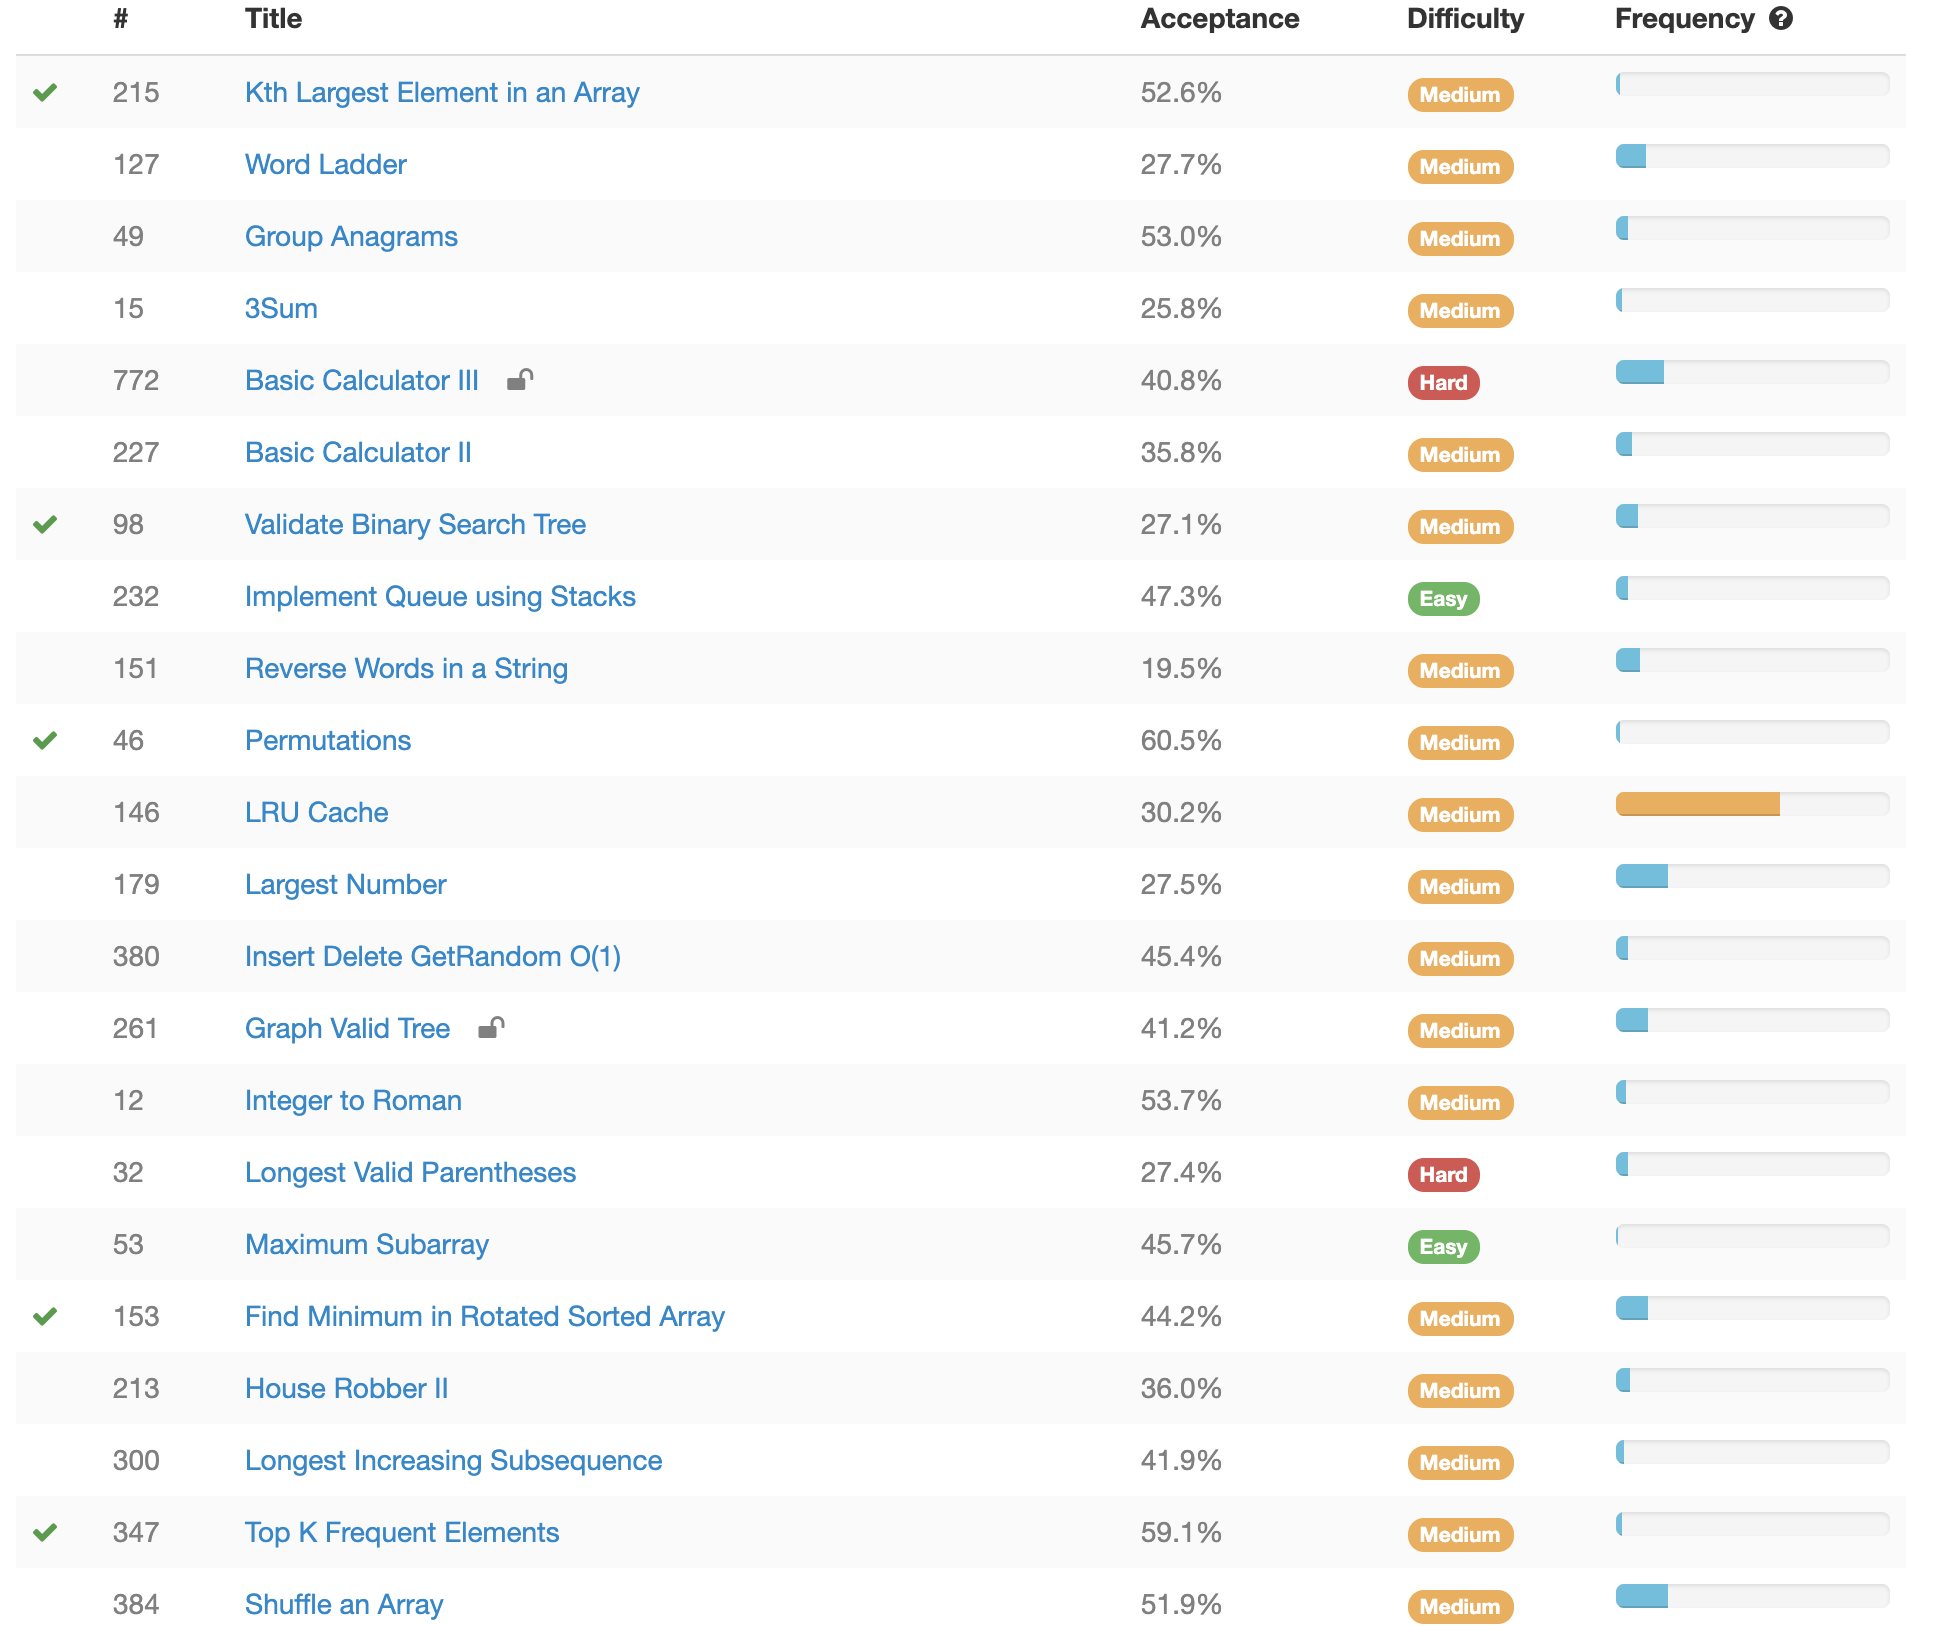 # Title Acceptance Difficulty Frequency ?
215 Kth Largest Element in an Array 52.6% Medium
127 Word Ladder 27.7% Medium
49 Group Anagrams 53.0% Medium
15 3Sum 25.8% Medium
772 Basic Calculator III 40.8% Hard
227 Basic Calculator II 35.8% Medium
98 Validate Binary Search Tree 27.1% Medium
232 Implement Queue using Stacks 47.3% Easy
151 Reverse Words in a String 19.5% Medium
46 Permutations 60.5% Medium
146 LRU Cache 30.2% Medium
179 Largest Number 27.5% Medium
380 Insert Delete GetRandom O(1) 45.4% Medium
261 Graph Valid Tree 41.2% Medium
12 Integer to Roman 53.7% Medium
32 Longest Valid Parentheses 27.4% Hard
53 Maximum Subarray 45.7% Easy
153 Find Minimum in Rotated Sorted Array 44.2% Medium
213 House Robber II 36.0% Medium
300 Longest Increasing Subsequence 41.9% Medium
347 Top K Frequent Elements 59.1% Medium
384 Shuffle an Array 51.9% Medium